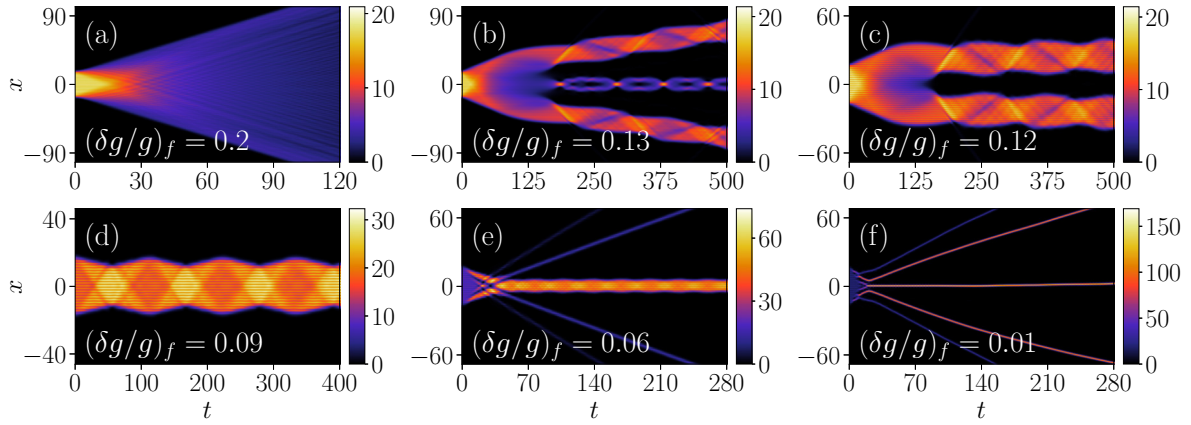 (a)
(δg/g)_f = 0.2
x
90
0
−90
0 30 60 90 120
20
10
0
(b)
(δg/g)_f = 0.13
90
0
−90
0 125 250 375 500
20
10
0
(c)
(δg/g)_f = 0.12
60
0
−60
0 125 250 375 500
20
10
0
(d)
(δg/g)_f = 0.09
x
40
0
−40
0 100 200 300 400
t
30
20
10
0
(e)
(δg/g)_f = 0.06
60
0
−60
0 70 140 210 280
t
60
30
0
(f)
(δg/g)_f = 0.01
60
0
−60
0 70 140 210 280
t
150
100
50
0